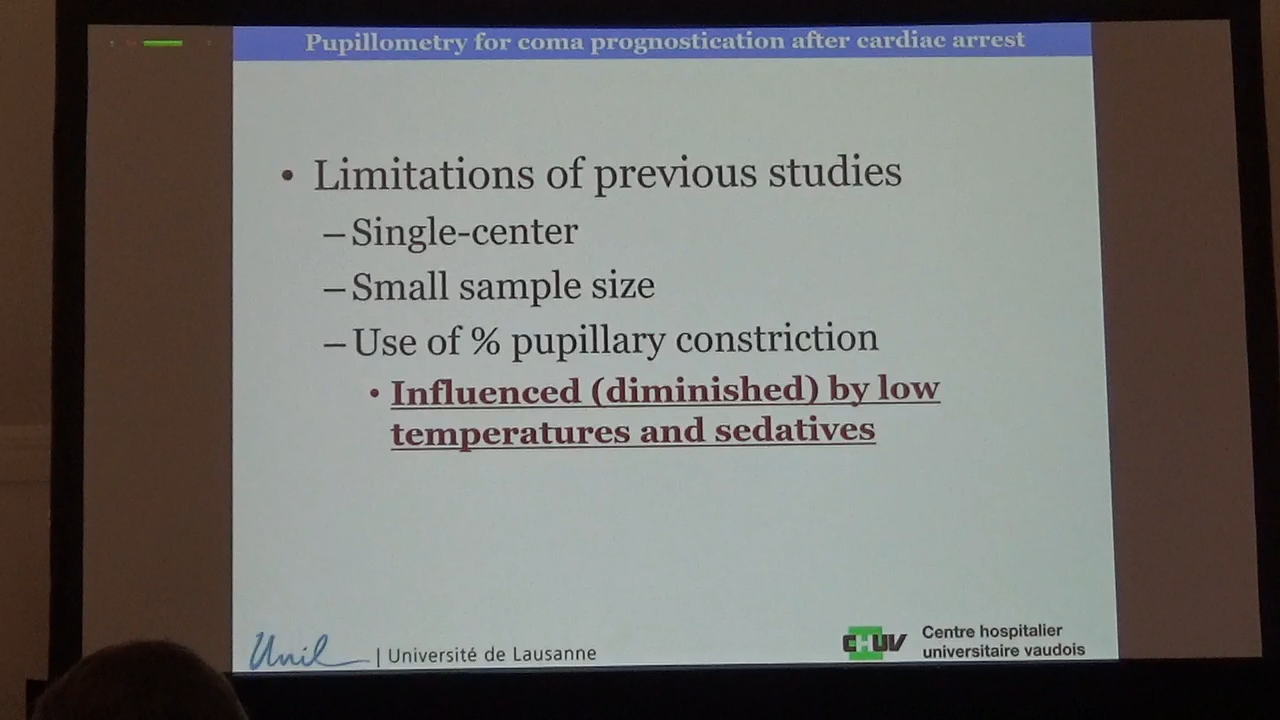 Pupillometry for coma prognostication after cardiac arrest
• Limitations of previous studies
– Single-center
– Small sample size
– Use of % pupillary constriction
• Influenced (diminished) by low
temperatures and sedatives
Unil | Université de Lausanne
CHUV Centre hospitalier
universitaire vaudois